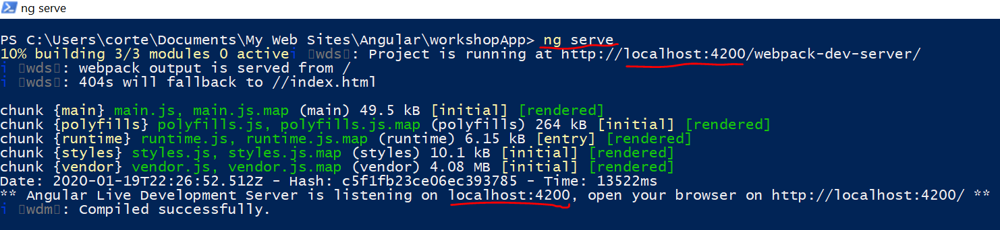 ng serve
PS C:\Users\corte\Documents\My Web Sites\Angular\workshopApp> ng serve
10% building 3/3 modules 0 activei ｢wds｣: Project is running at http://localhost:4200/webpack-dev-server/
i ｢wds｣: webpack output is served from /
i ｢wds｣: 404s will fallback to //index.html
chunk {main} main.js, main.js.map (main) 49.5 kB [initial] [rendered]
chunk {polyfills} polyfills.js, polyfills.js.map (polyfills) 264 kB [initial] [rendered]
chunk {runtime} runtime.js, runtime.js.map (runtime) 6.15 kB [entry] [rendered]
chunk {styles} styles.js, styles.js.map (styles) 10.1 kB [initial] [rendered]
chunk {vendor} vendor.js, vendor.js.map (vendor) 4.08 MB [initial] [rendered]
Date: 2020-01-19T22:26:52.512Z - Hash: c5f1fb23ce06ec393785 - Time: 13522ms
** Angular Live Development Server is listening on localhost:4200, open your browser on http://localhost:4200/ **
i ｢wdm｣: Compiled successfully.